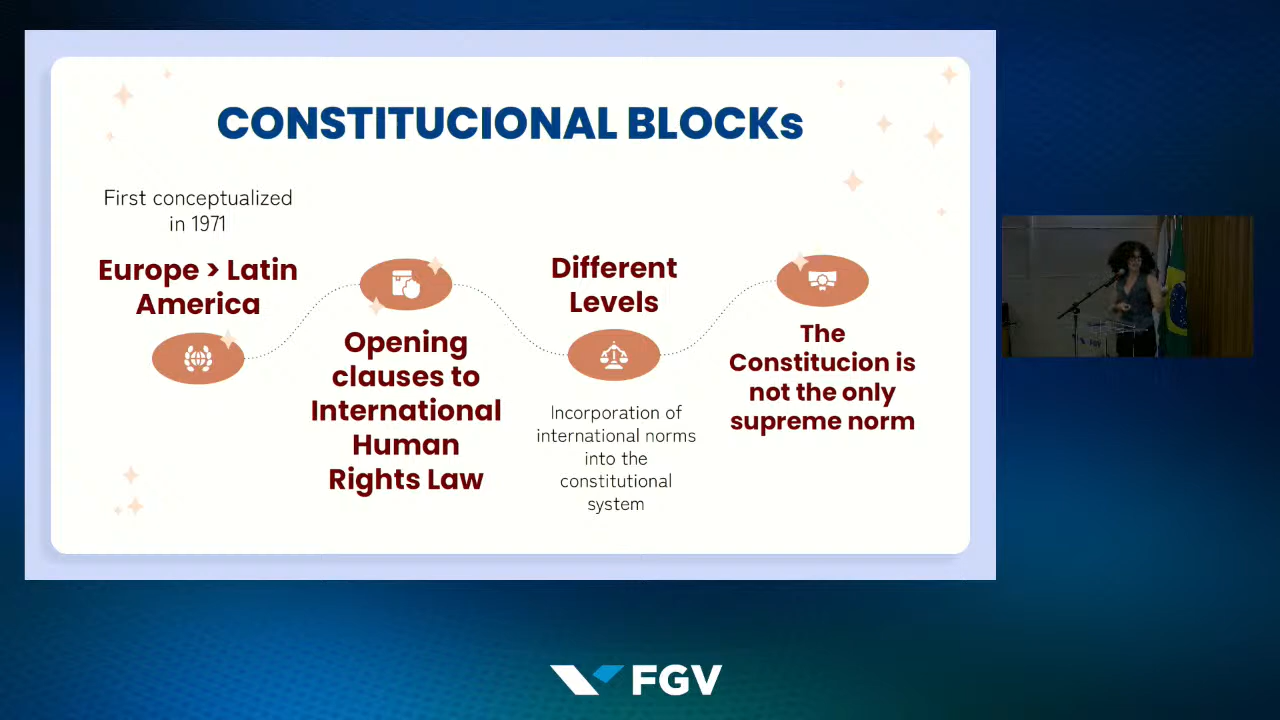 CONSTITUCIONAL BLOCKs
First conceptualized
in 1971
Europe > Latin
America
Opening
clauses to
International
Human
Rights Law
Different
Levels
Incorporation of
international norms
into the
constitutional
system
The
Constitucion is
not the only
supreme norm
FGV